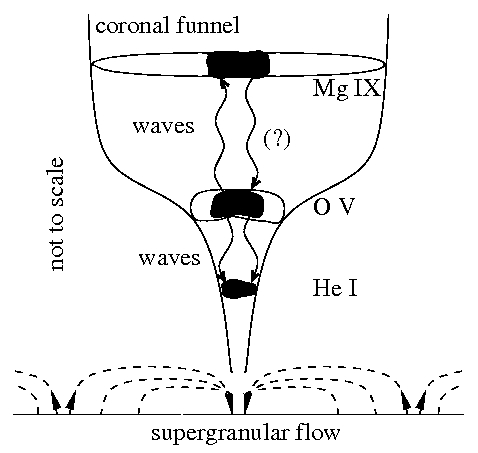 coronal funnel
Mg IX
waves
(?)
not to scale
O V
waves
He I
supergranular flow